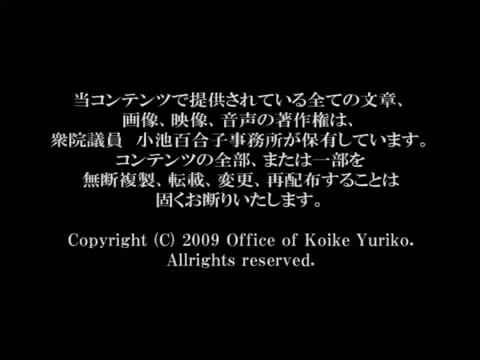 当コンテンツで提供されている全ての文章、
画像、映像、音声の著作権は、
衆院議員　小池百合子事務所が保有しています。
コンテンツの全部、または一部を
無断複製、転載、変更、再配布することは
固くお断りいたします。
Copyright (C) 2009 Office of Koike Yuriko.
Allrights reserved.